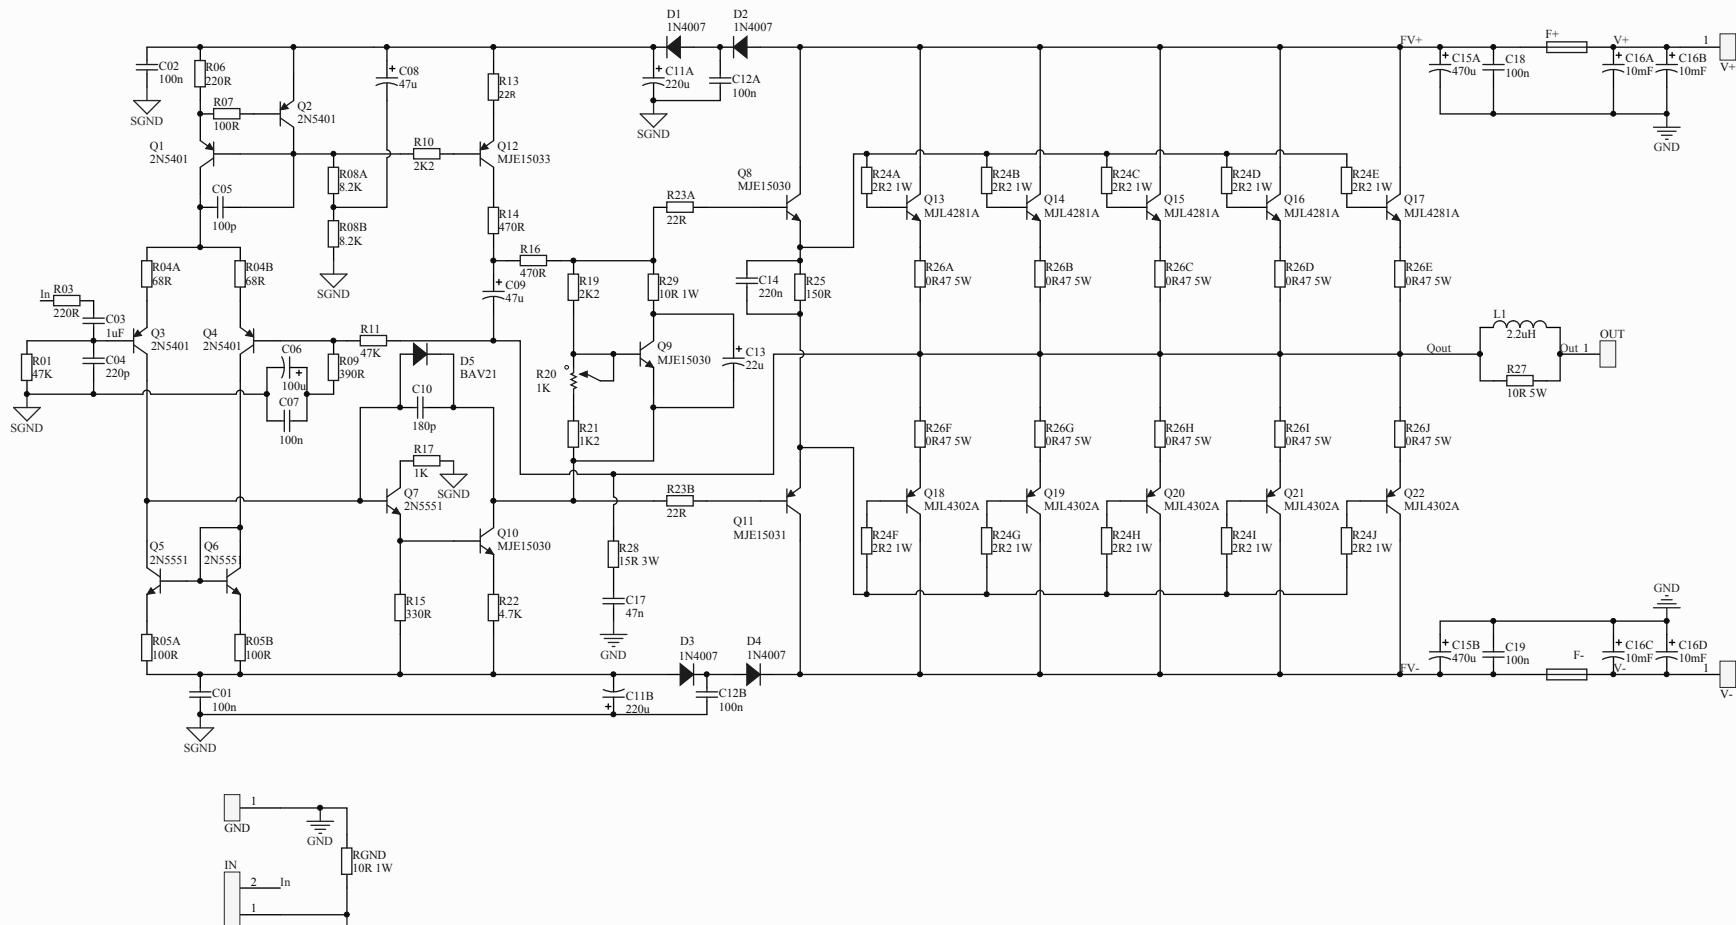 D1
1N4007
D2
1N4007
C02
100n
SGND
R06
220R
R07
100R
Q2
2N5401
Q1
2N5401
C05
100p
C08
47u
R13
22R
R10
2K2
Q12
MJE15033
R08A
8.2K
R08B
8.2K
SGND
R14
470R
R16
470R
C09
47u
C11A
220u
C12A
100n
SGND
FV+
F+
V+
1
V+
C15A
470u
C18
100n
C16A
10mF
C16B
10mF
GND
R23A
22R
Q8
MJE15030
R24A
2R2 1W
R24B
2R2 1W
R24C
2R2 1W
R24D
2R2 1W
R24E
2R2 1W
Q13
MJL4281A
Q14
MJL4281A
Q15
MJL4281A
Q16
MJL4281A
Q17
MJL4281A
R04A
68R
R04B
68R
In
R03
220R
C03
1uF
Q3
2N5401
Q4
2N5401
R01
47K
C04
220p
SGND
C06
100u
C07
100n
R09
390R
R11
47K
D5
BAV21
C10
180p
R19
2K2
R29
10R 1W
C14
220n
R25
150R
R26A
0R47 5W
R26B
0R47 5W
R26C
0R47 5W
R26D
0R47 5W
R26E
0R47 5W
R20
1K
Q9
MJE15030
C13
22u
L1
2.2uH
Qout
Out
1
OUT
R27
10R 5W
R21
1K2
R17
1K
SGND
Q7
2N5551
R23B
22R
Q11
MJE15031
R26F
0R47 5W
R26G
0R47 5W
R26H
0R47 5W
R26I
0R47 5W
R26J
0R47 5W
Q18
MJL4302A
Q19
MJL4302A
Q20
MJL4302A
Q21
MJL4302A
Q22
MJL4302A
R24F
2R2 1W
R24G
2R2 1W
R24H
2R2 1W
R24I
2R2 1W
R24J
2R2 1W
Q5
2N5551
Q6
2N5551
Q10
MJE15030
R28
15R 3W
C17
47n
GND
R15
330R
R22
4.7K
R05A
100R
R05B
100R
C01
100n
SGND
D3
1N4007
D4
1N4007
C11B
220u
C12B
100n
GND
C15B
470u
C19
100n
C16C
10mF
C16D
10mF
FV-
F-
V-
1
V-
1
GND
GND
RGND
10R 1W
IN
2
In
1